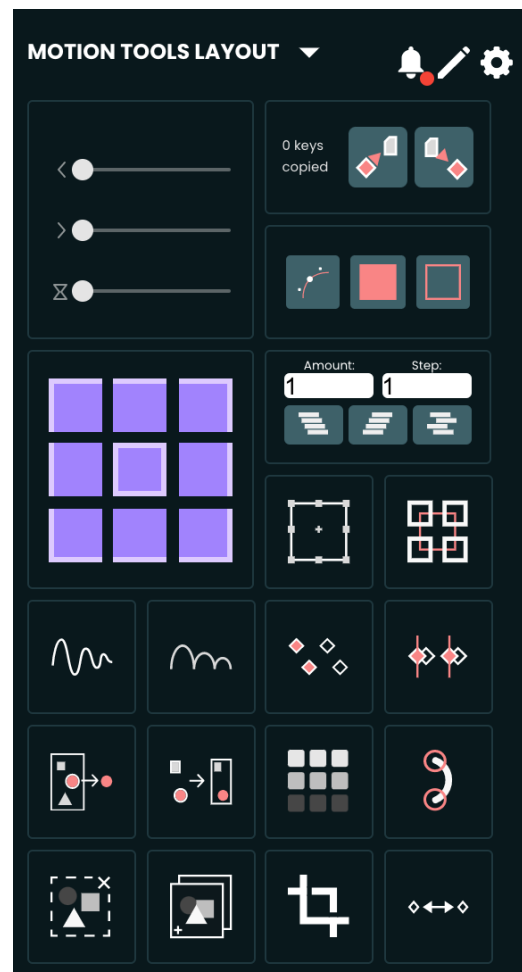 MOTION TOOLS LAYOUT
0 keys
copied
Amount: Step:
1 1